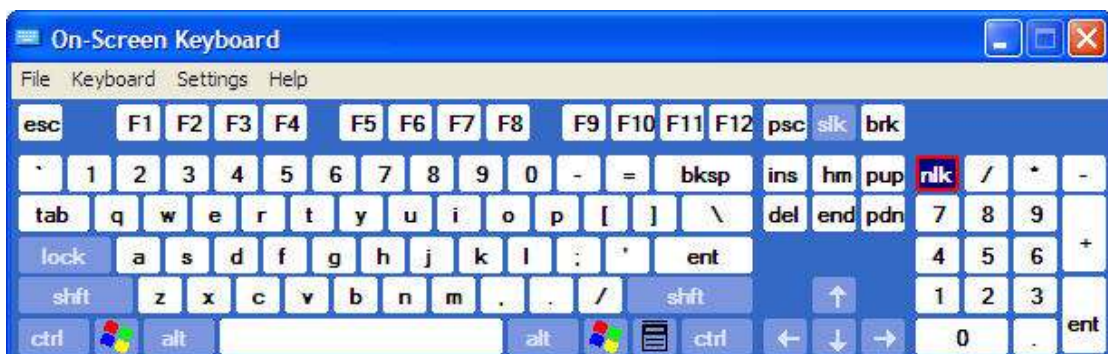 On-Screen Keyboard
File Keyboard Settings Help
esc F1 F2 F3 F4 F5 F6 F7 F8 F9 F10 F11 F12 psc slk brk
` 1 2 3 4 5 6 7 8 9 0 - = bksp ins hm pup nlk / * -
tab q w e r t y u i o p [ ] \ del end pdn 7 8 9 +
lock a s d f g h j k l ; ' ent 4 5 6
shft z x c v b n m , . / shft ↑ 1 2 3 ent
ctrl alt alt ctrl ← ↓ → 0 .